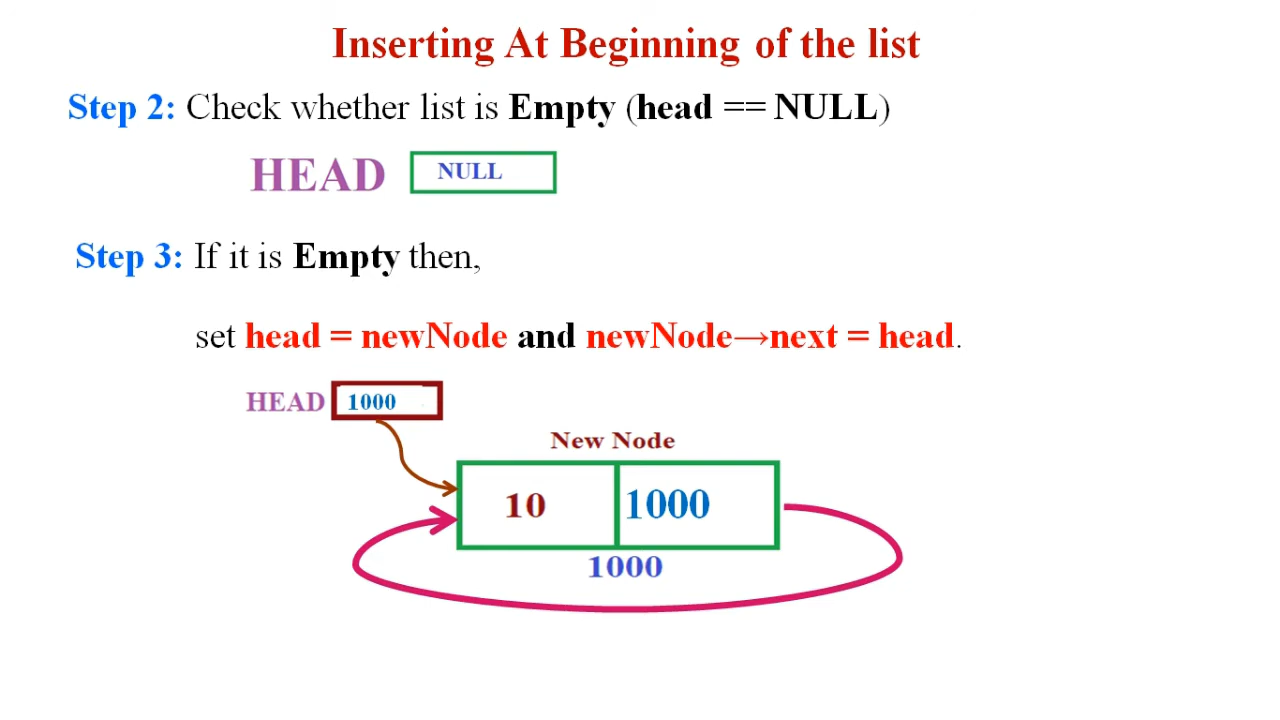 Inserting At Beginning of the list
Step 2: Check whether list is Empty (head == NULL)
HEAD NULL
Step 3: If it is Empty then,
set head = newNode and newNode→next = head.
HEAD 1000
New Node
10 1000
1000